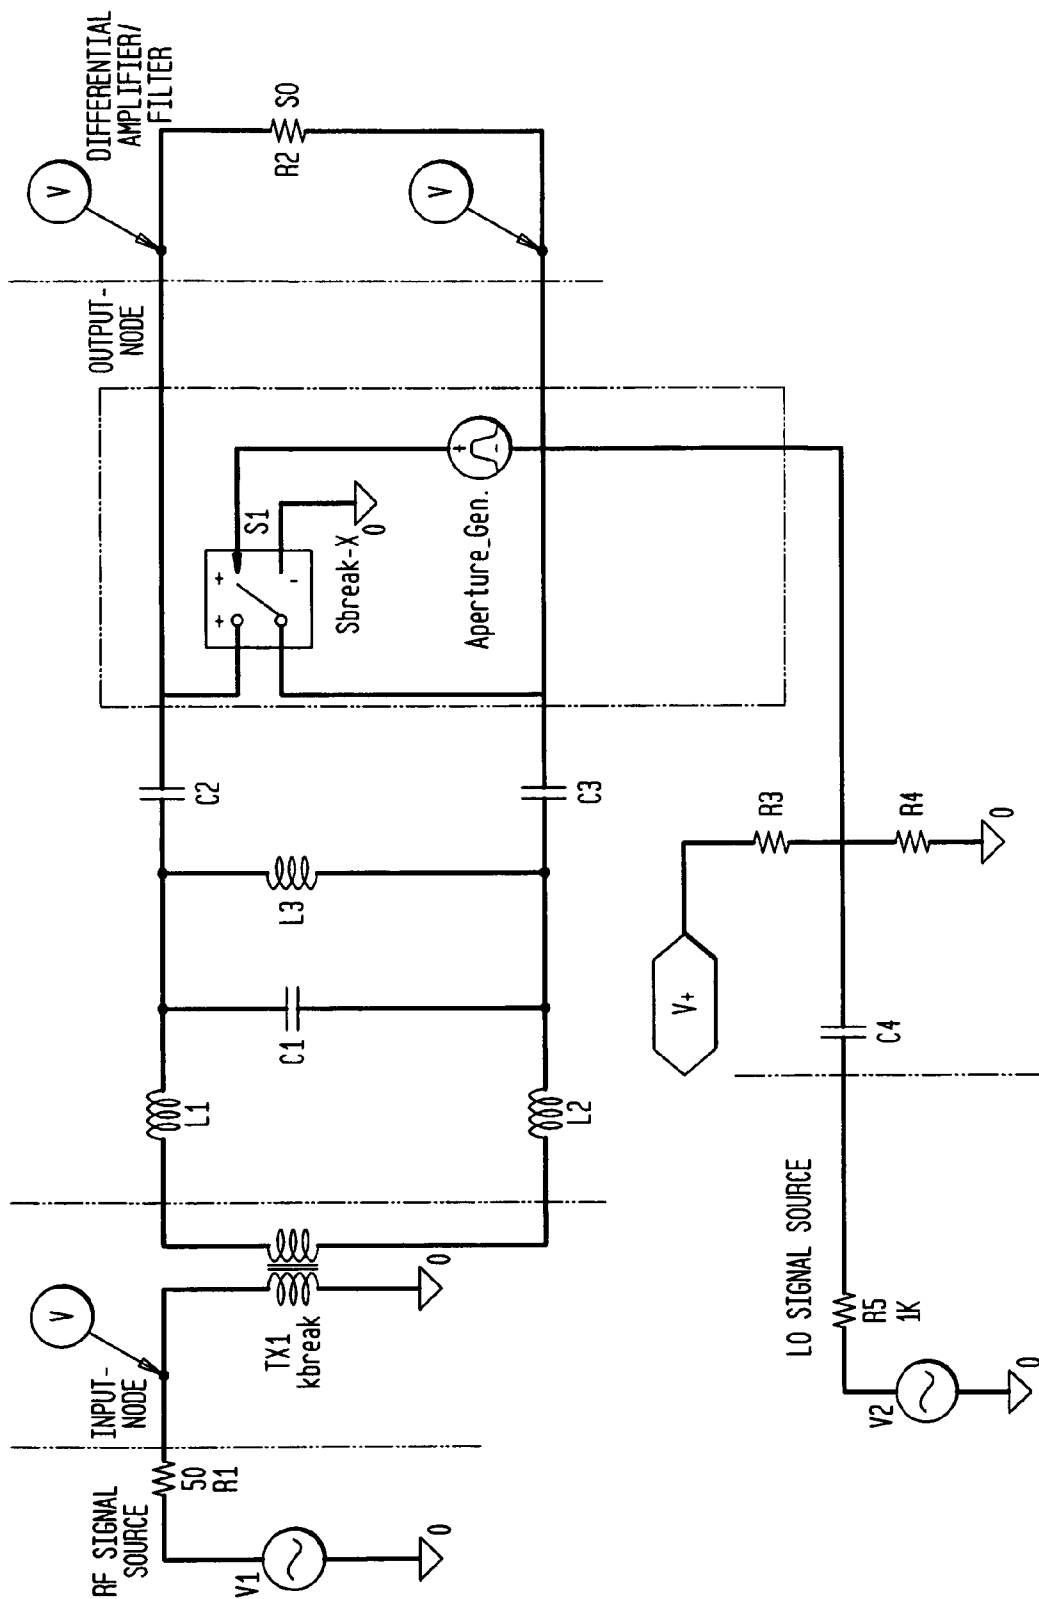 RF SIGNAL
SOURCE
V1
0
50
R1
INPUT-
NODE
V
TX1
kbreak
0
L1
L2
C1
L3
C2
C3
S1
+
+
-
Sbreak-X
0
+
-
Aperture_Gen.
OUTPUT-
NODE
V
V
DIFFERENTIAL
AMPLIFIER/
FILTER
R2
S0
LO SIGNAL SOURCE
V2
0
R5
1K
C4
V+
R3
R4
0